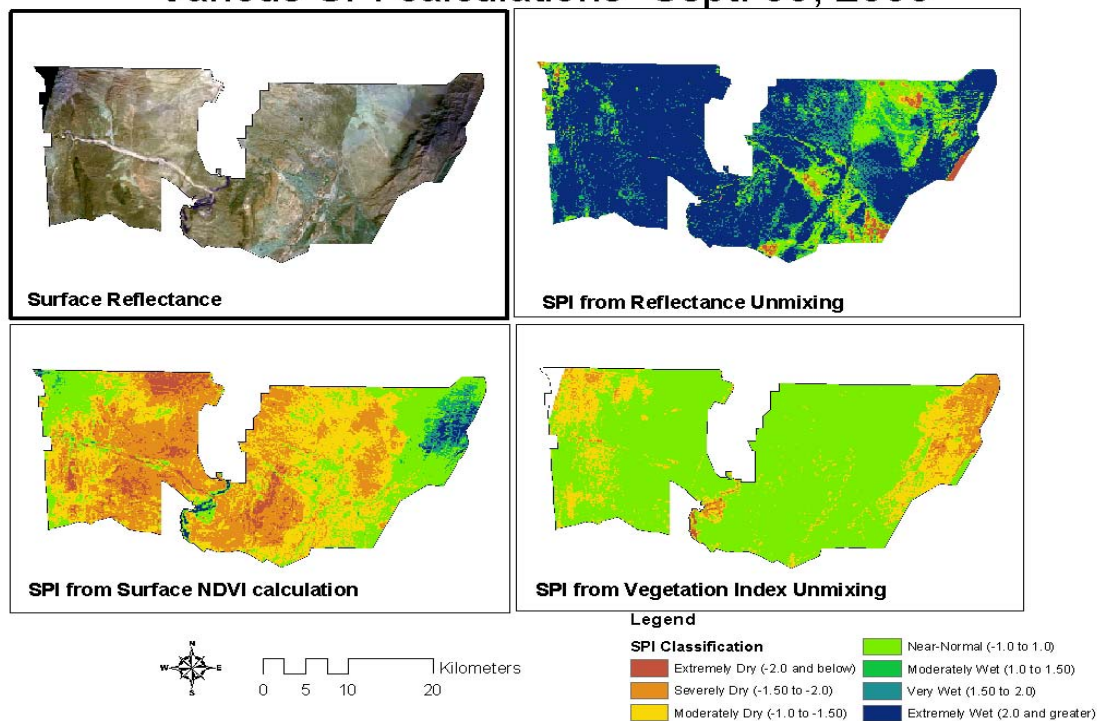 Surface Reflectance
SPI from Reflectance Unmixing
SPI from Surface NDVI calculation
SPI from Vegetation Index Unmixing
N
W E
S
Kilometers
0 5 10 20
Legend
SPI Classification
Extremely Dry (-2.0 and below)
Severely Dry (-1.50 to -2.0)
Moderately Dry (-1.0 to -1.50)
Near-Normal (-1.0 to 1.0)
Moderately Wet (1.0 to 1.50)
Very Wet (1.50 to 2.0)
Extremely Wet (2.0 and greater)